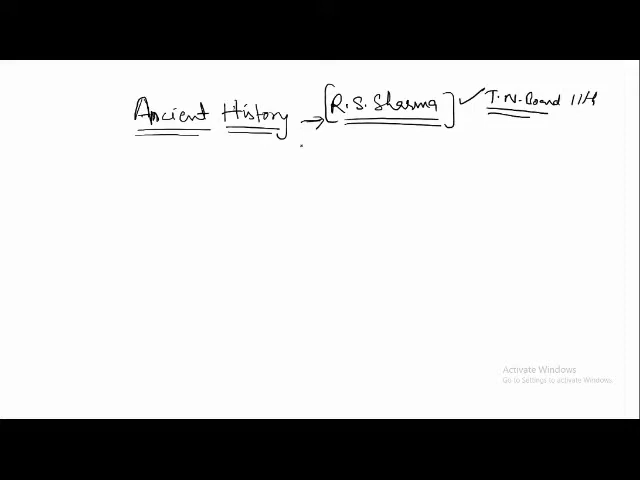 Ancient History → [R.S. Sharma] ✓ T.N. Board 11th
Activate Windows
Go to Settings to activate Windows.